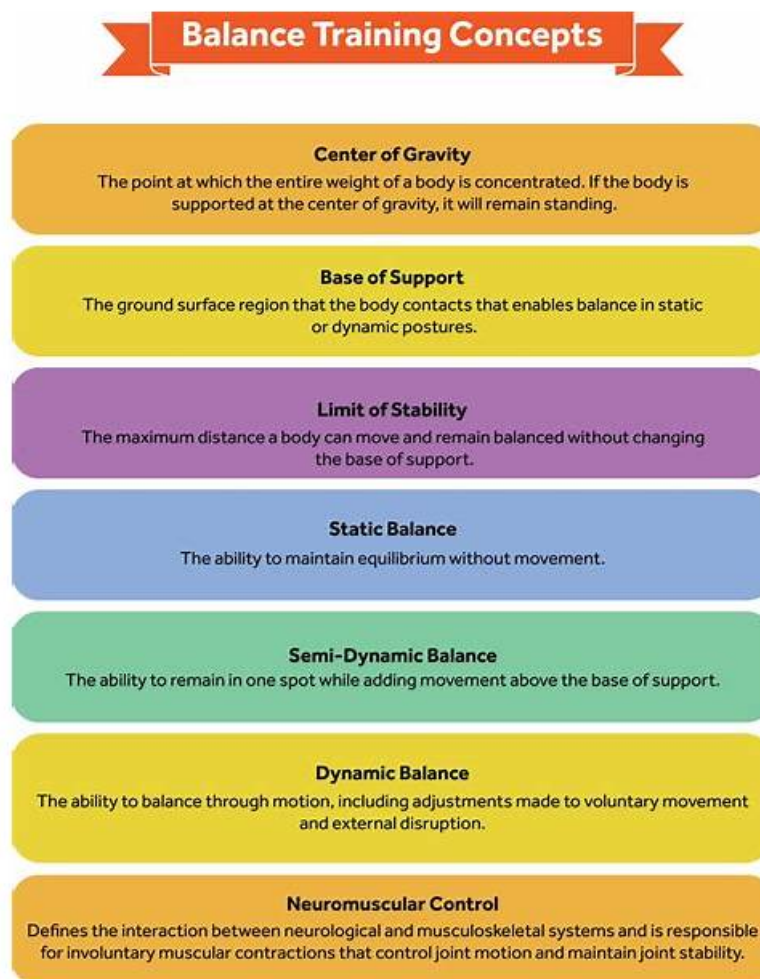 Balance Training Concepts
Center of Gravity
The point at which the entire weight of a body is concentrated. If the body is
supported at the center of gravity, it will remain standing.
Base of Support
The ground surface region that the body contacts that enables balance in static
or dynamic postures.
Limit of Stability
The maximum distance a body can move and remain balanced without changing
the base of support.
Static Balance
The ability to maintain equilibrium without movement.
Semi-Dynamic Balance
The ability to remain in one spot while adding movement above the base of support.
Dynamic Balance
The ability to balance through motion, including adjustments made to voluntary movement
and external disruption.
Neuromuscular Control
Defines the interaction between neurological and musculoskeletal systems and is responsible
for involuntary muscular contractions that control joint motion and maintain joint stability.